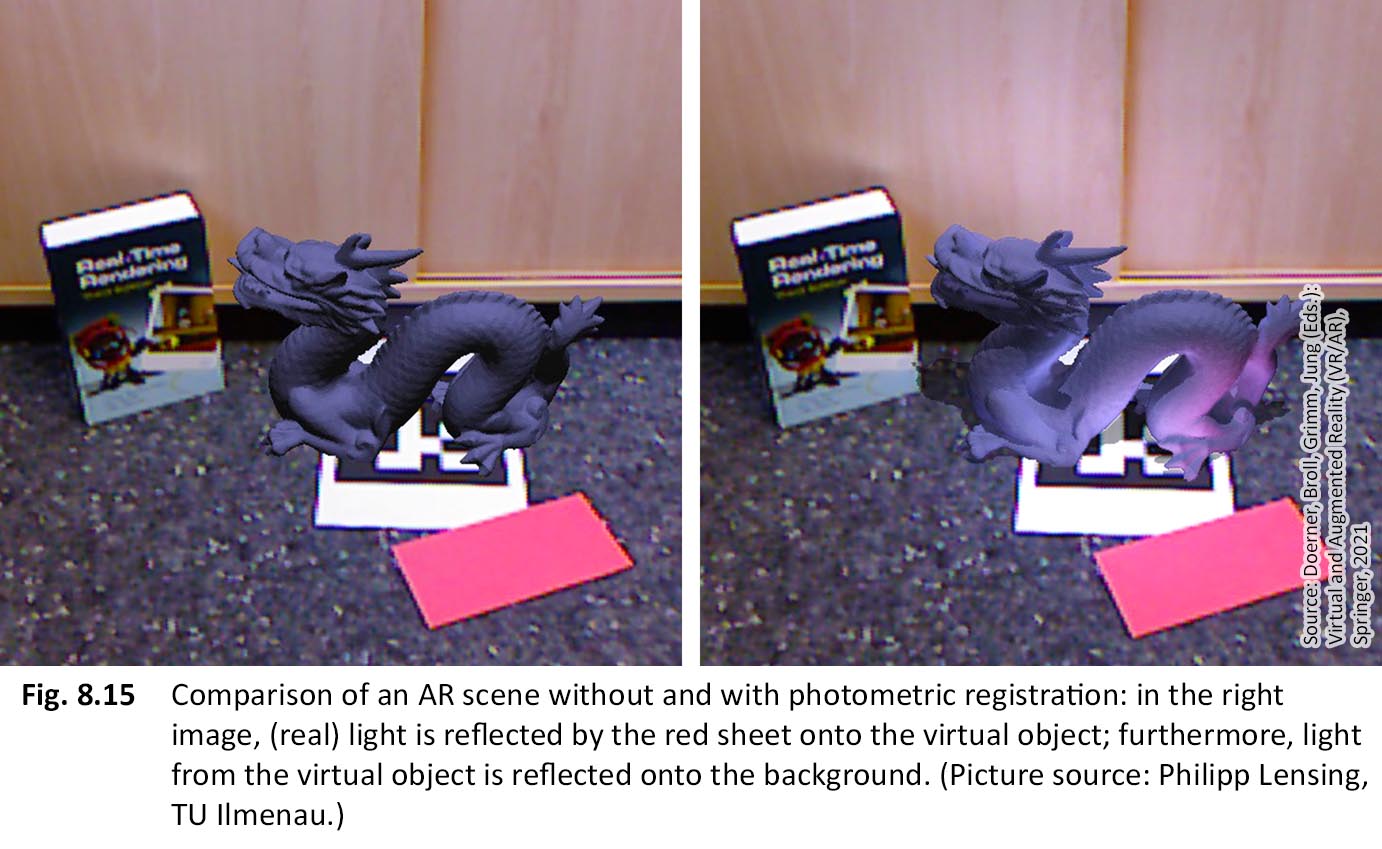 Real-Time
Rendering
Real-Time
Rendering
Source: Doerner, Broll, Grimm, Jung (Eds.):
Virtual and Augmented Reality (VR/AR),
Springer, 2021
Fig. 8.15 Comparison of an AR scene without and with photometric registration: in the right
image, (real) light is reflected by the red sheet onto the virtual object; furthermore, light
from the virtual object is reflected onto the background. (Picture source: Philipp Lensing,
TU Ilmenau.)